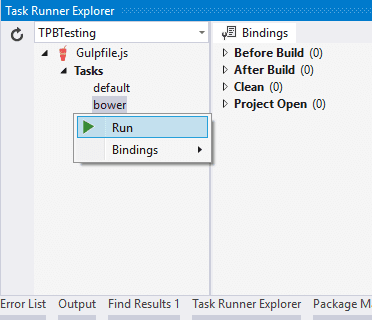 Task Runner Explorer
TPBTesting
Gulpfile.js
Tasks
default
bower
Run
Bindings
Bindings
Before Build (0)
After Build (0)
Clean (0)
Project Open (0)
Error List Output Find Results 1 Task Runner Explorer Package Ma